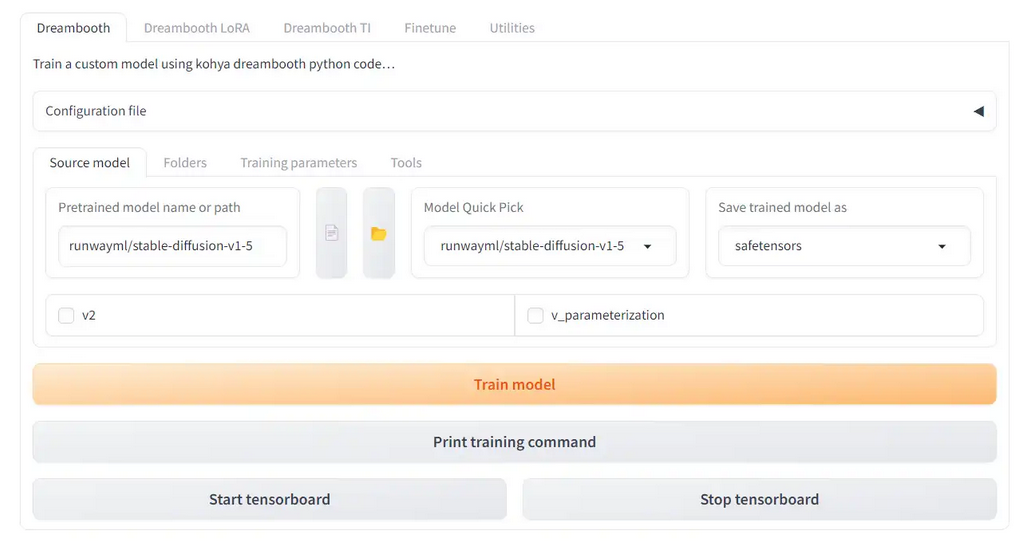 Dreambooth Dreambooth LoRA Dreambooth TI Finetune Utilities
Train a custom model using kohya dreambooth python code...
Configuration file
Source model Folders Training parameters Tools
Pretrained model name or path Model Quick Pick Save trained model as
runwayml/stable-diffusion-v1-5 runwayml/stable-diffusion-v1-5 safetensors
v2 v_parameterization
Train model
Print training command
Start tensorboard Stop tensorboard